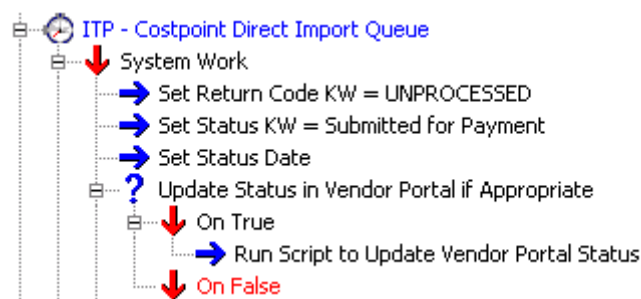 ITP - Costpoint Direct Import Queue
System Work
Set Return Code KW = UNPROCESSED
Set Status KW = Submitted for Payment
Set Status Date
? Update Status in Vendor Portal if Appropriate
On True
Run Script to Update Vendor Portal Status
On False